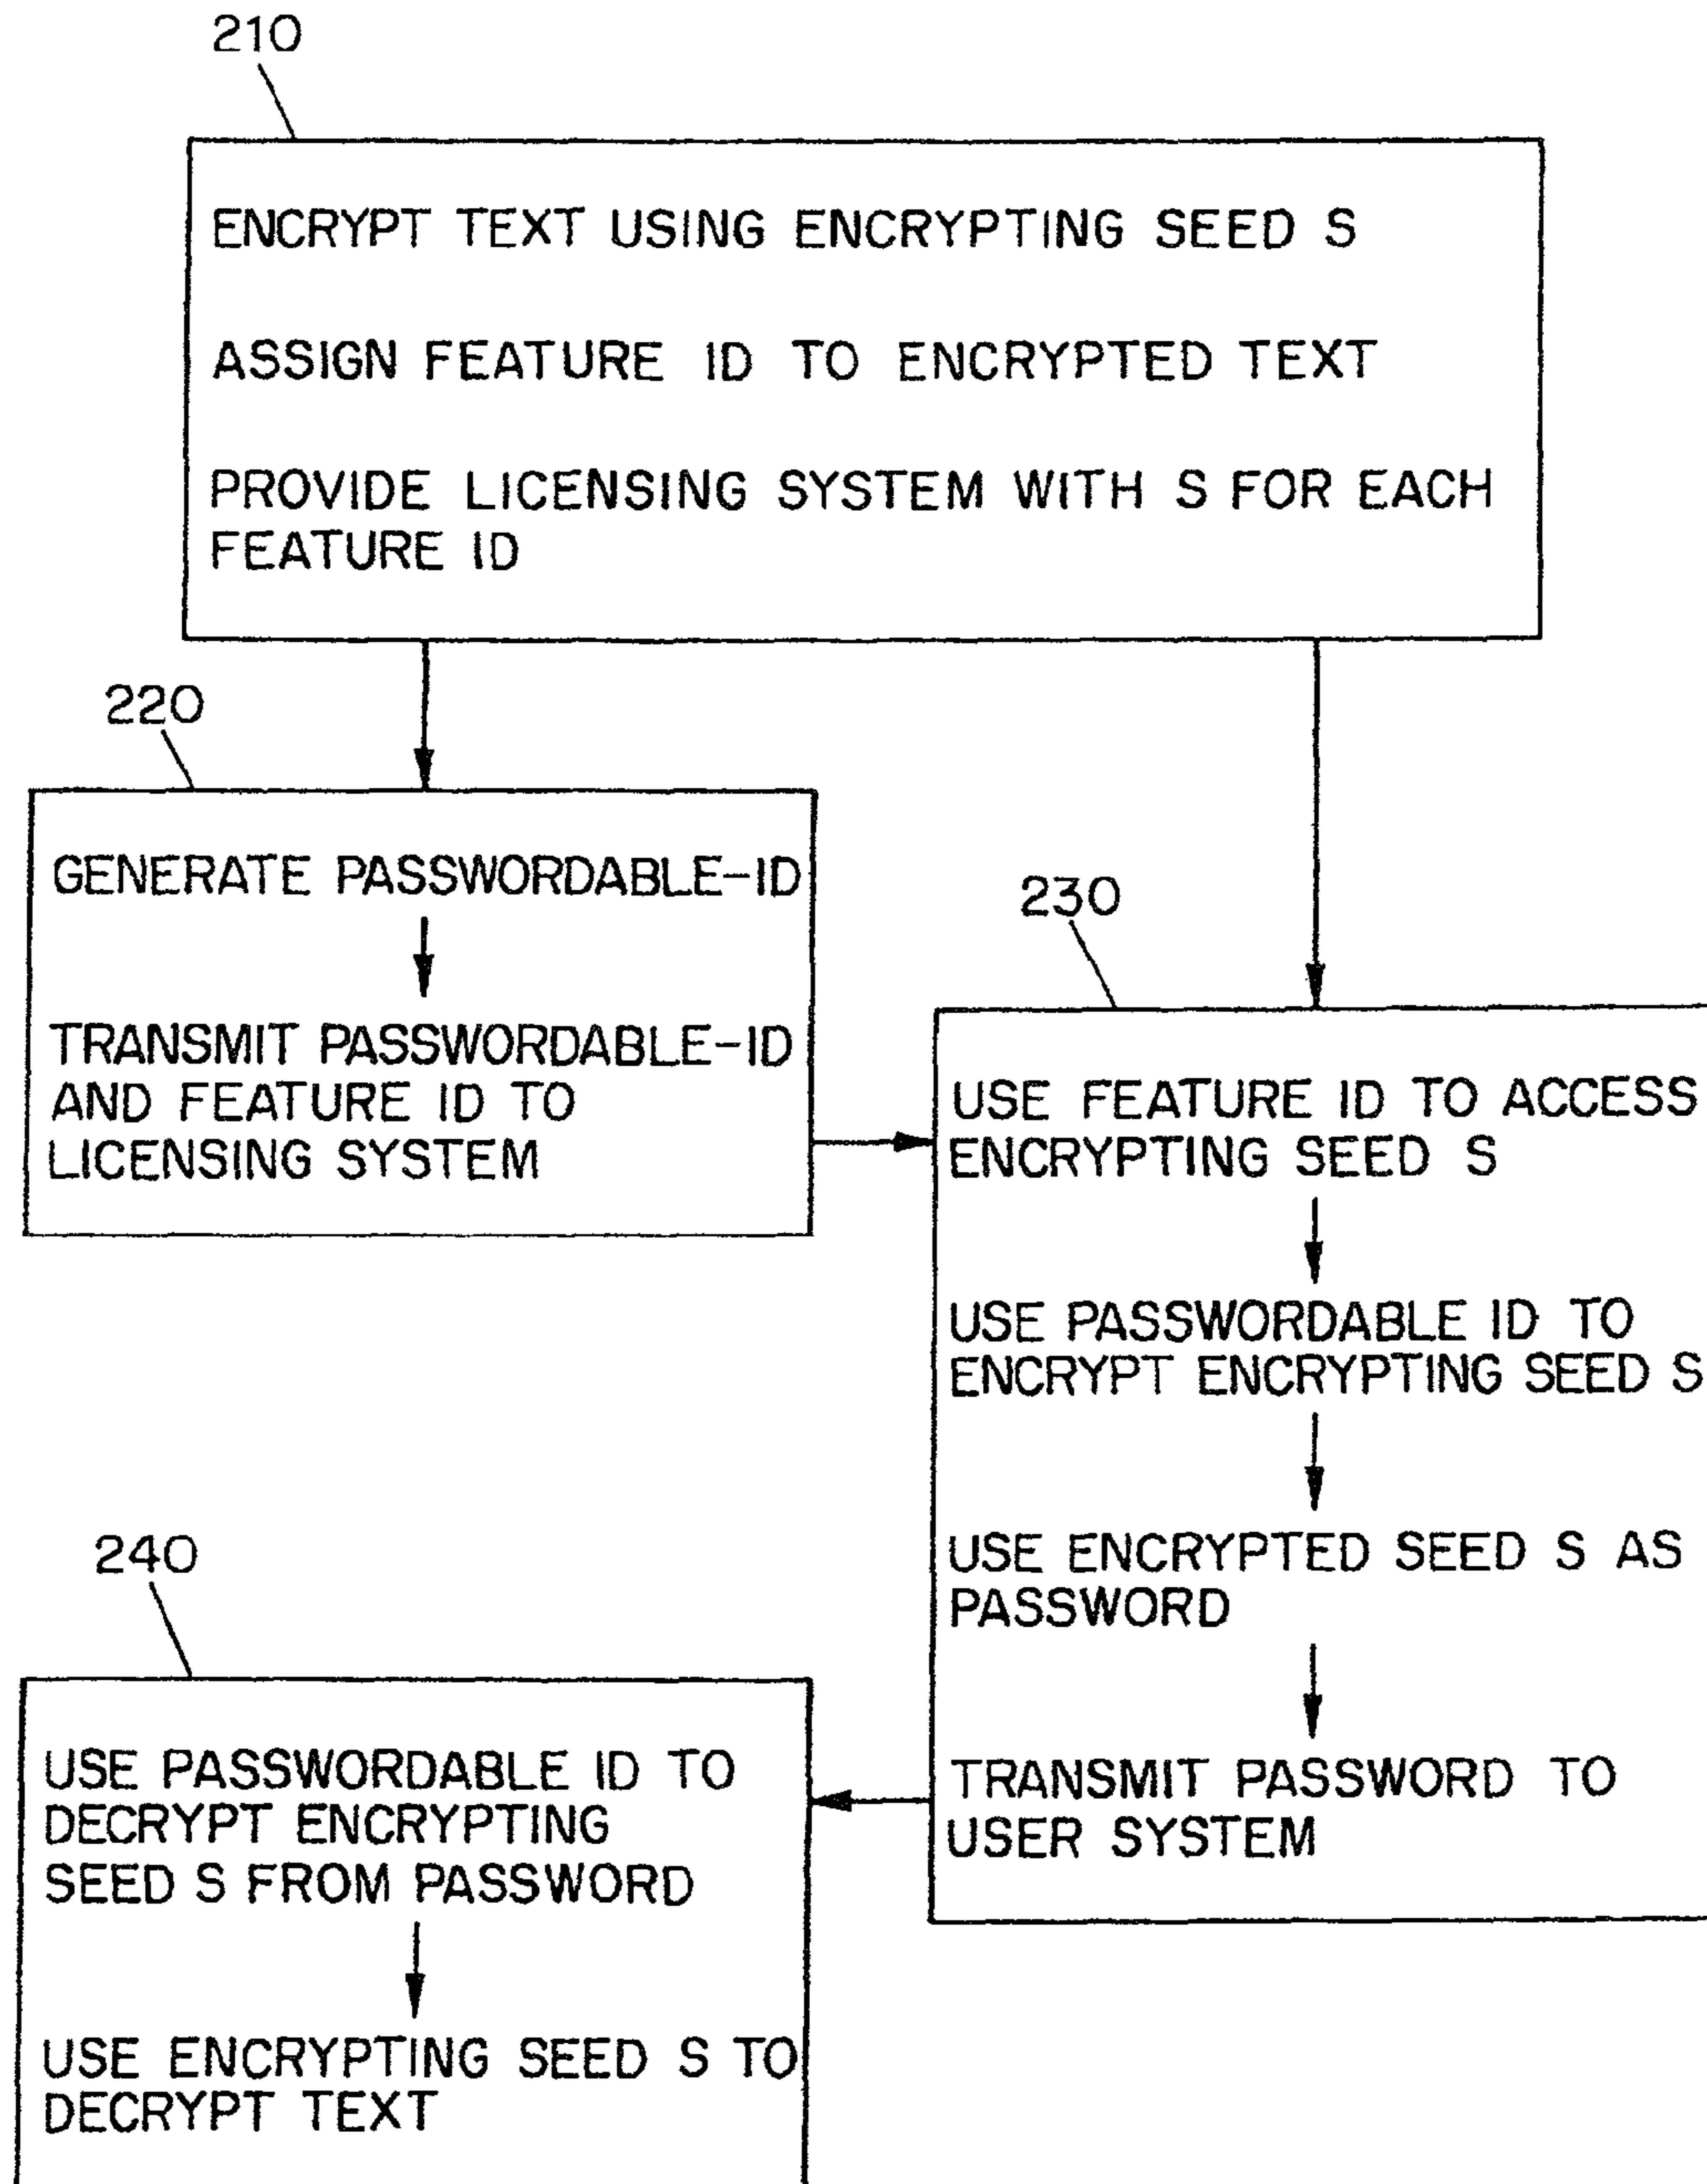 210
ENCRYPT TEXT USING ENCRYPTING SEED S
ASSIGN FEATURE ID TO ENCRYPTED TEXT
PROVIDE LICENSING SYSTEM WITH S FOR EACH
FEATURE ID
220
GENERATE PASSWORDABLE-ID
TRANSMIT PASSWORDABLE-ID
AND FEATURE ID TO
LICENSING SYSTEM
230
USE FEATURE ID TO ACCESS
ENCRYPTING SEED S
USE PASSWORDABLE ID TO
ENCRYPT ENCRYPTING SEED S
USE ENCRYPTED SEED S AS
PASSWORD
TRANSMIT PASSWORD TO
USER SYSTEM
240
USE PASSWORDABLE ID TO
DECRYPT ENCRYPTING
SEED S FROM PASSWORD
USE ENCRYPTING SEED S TO
DECRYPT TEXT